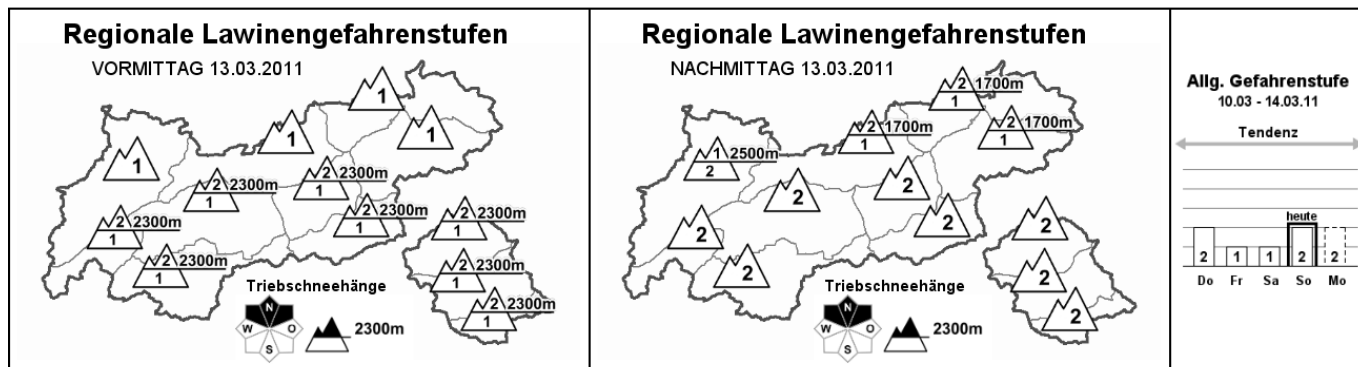 Regionale Lawinengefahrenstufen
VORMITTAG 13.03.2011
1
1
1
1
2 2300m
1
2 2300m
1
2 2300m
1
2 2300m
1
2 2300m
1
2 2300m
1
2 2300m
1
2 2300m
1
Triebschneehänge
N
W O
S
2300m
Regionale Lawinengefahrenstufen
NACHMITTAG 13.03.2011
2 1700m
1
2 1700m
1
2 1700m
1
1 2500m
2
2
2
2
2
2
2
2
2
Triebschneehänge
N
W O
S
2300m
Allg. Gefahrenstufe
10.03 - 14.03.11
Tendenz
heute
2 1 1 2 2
Do Fr Sa So Mo